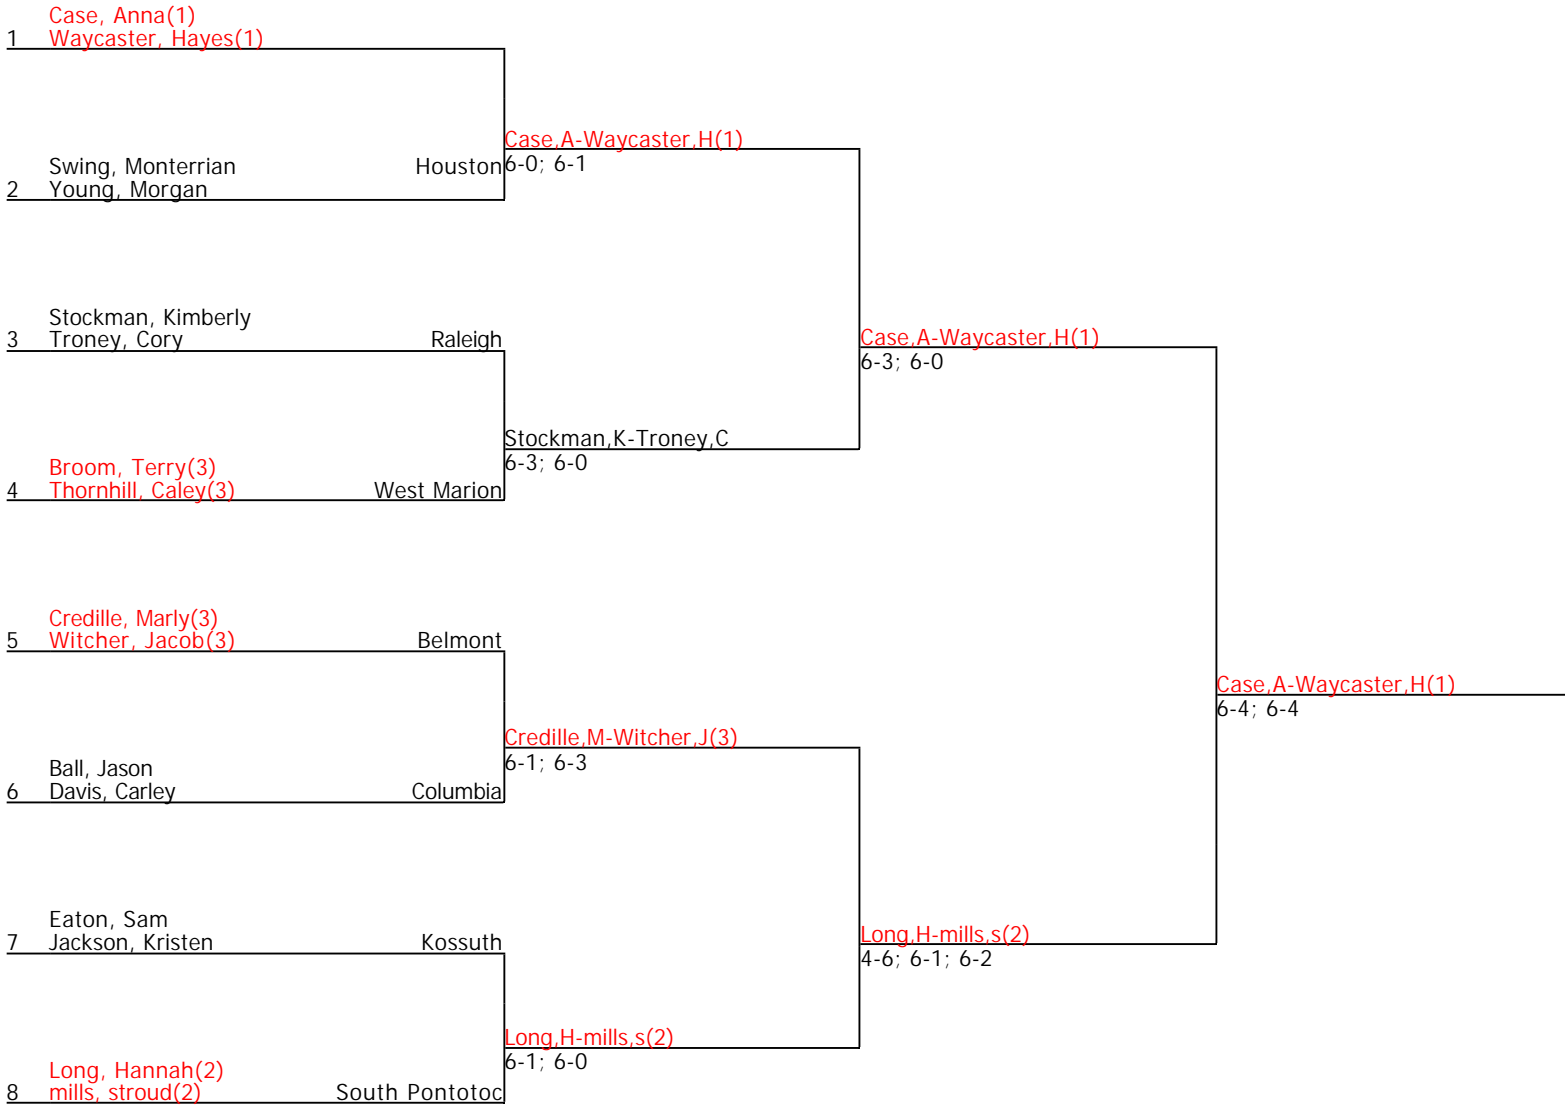 Case, Anna(1)
1 Waycaster, Hayes(1)
Case,A-Waycaster,H(1)
6-0; 6-1
Swing, Monterrian Houston
2 Young, Morgan
Stockman, Kimberly
3 Troney, Cory Raleigh
Case,A-Waycaster,H(1)
6-3; 6-0
Stockman,K-Troney,C
6-3; 6-0
Broom, Terry(3)
4 Thornhill, Caley(3) West Marion
Credille, Marly(3)
5 Witcher, Jacob(3) Belmont
Case,A-Waycaster,H(1)
6-4; 6-4
Credille,M-Witcher,J(3)
6-1; 6-3
Ball, Jason
6 Davis, Carley Columbia
Eaton, Sam
7 Jackson, Kristen Kossuth
Long,H-mills,s(2)
4-6; 6-1; 6-2
Long,H-mills,s(2)
6-1; 6-0
Long, Hannah(2)
8 mills, stroud(2) South Pontotoc